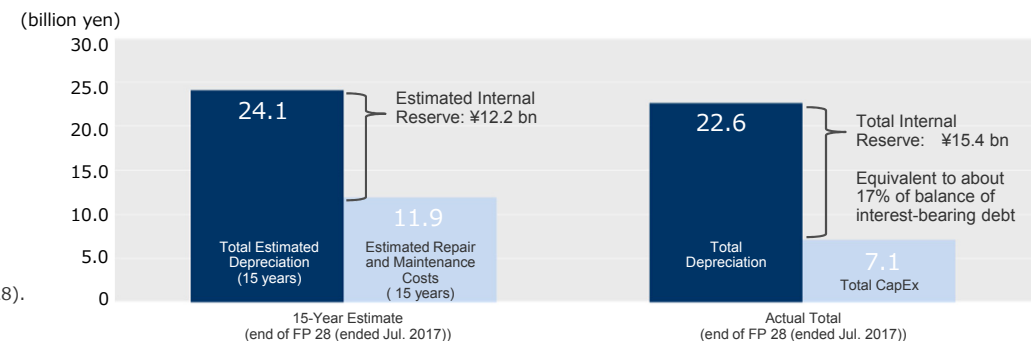 (billion yen)
30.0
25.0
20.0
15.0
10.0
5.0
0
24.1
Total Estimated
Depreciation
(15 years)
Estimated Internal
Reserve: ¥12.2 bn
11.9
Estimated Repair
and Maintenance
Costs
( 15 years)
15-Year Estimate
(end of FP 28 (ended Jul. 2017))
22.6
Total
Depreciation
Total Internal
Reserve: ¥15.4 bn
Equivalent to about
17% of balance of
interest-bearing debt
7.1
Total CapEx
Actual Total
(end of FP 28 (ended Jul. 2017))
8).